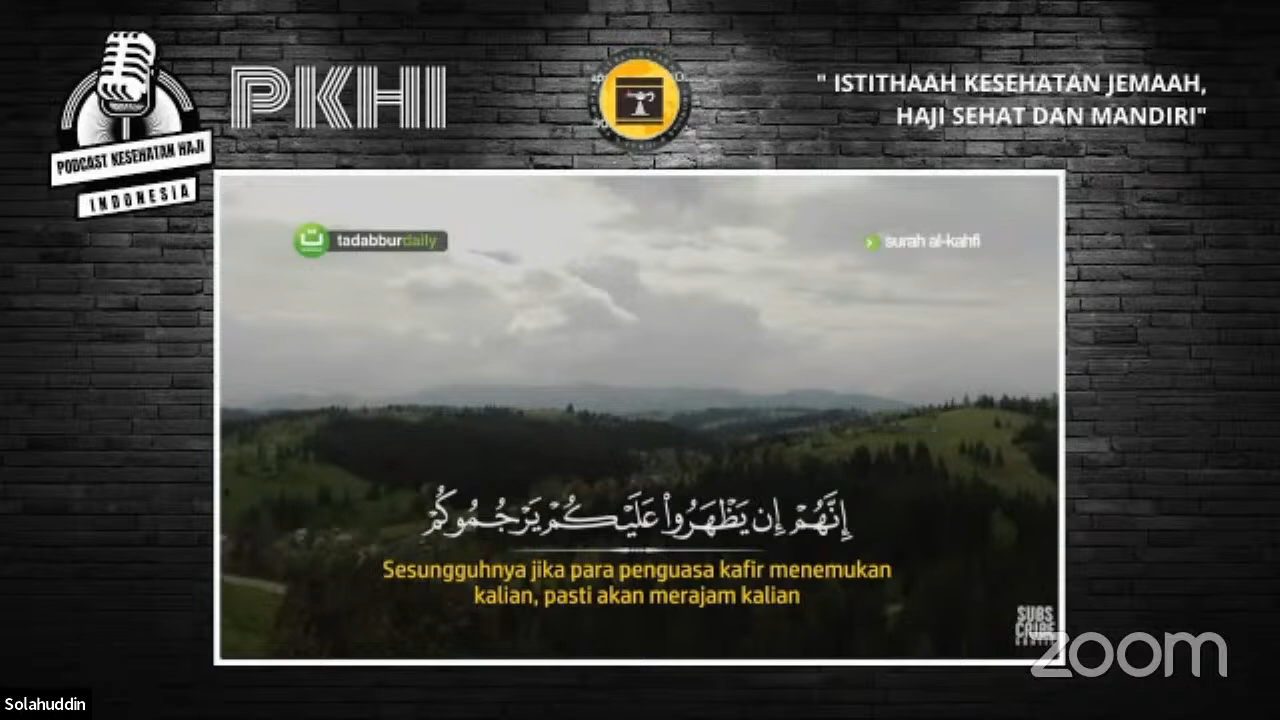 PKHI
" ISTITHAAH KESEHATAN JEMAAH,
HAJI SEHAT DAN MANDIRI"
PODCAST KESEHATAN HAJI
INDONESIA
tadabburdaily
surah al-kahfi
إِنَّهُمْ إِن يَظْهَرُوا۟ عَلَيْكُمْ يَرْجُمُوكُمْ
Sesungguhnya jika para penguasa kafir menemukan
kalian, pasti akan merajam kalian
SUBS
CRIBE
zoom
Solahuddin